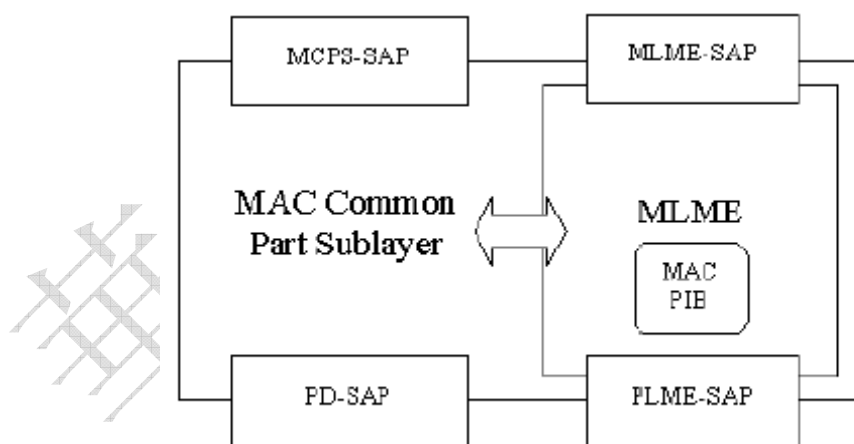 MCPS-SAP
MLME-SAP
MAC Common
Part Sublayer
MLME
MAC
PIB
PD-SAP
PLME-SAP